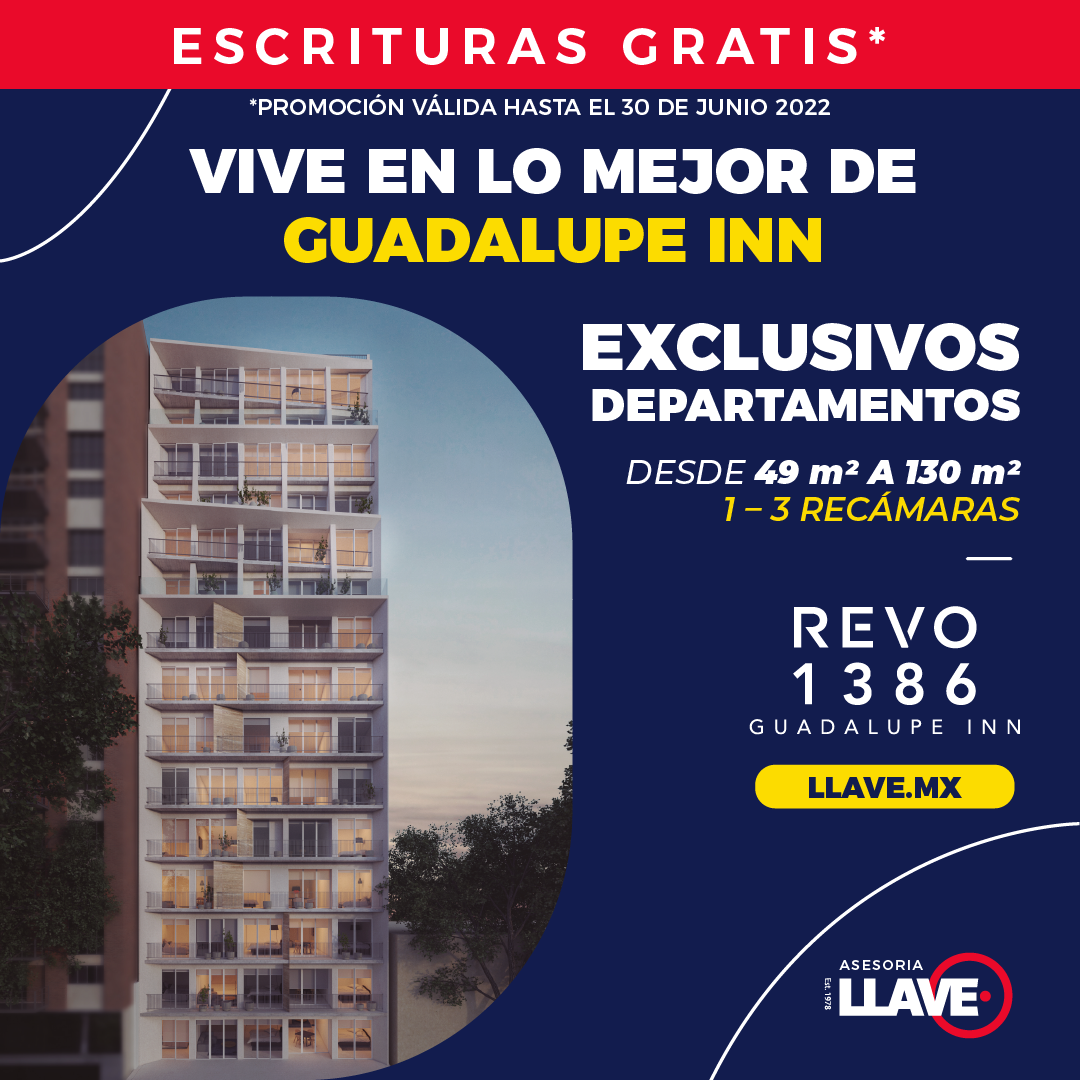 ESCRITURAS GRATIS*
*PROMOCIÓN VÁLIDA HASTA EL 30 DE JUNIO 2022
VIVE EN LO MEJOR DE
GUADALUPE INN
EXCLUSIVOS
DEPARTAMENTOS
DESDE 49 m² A 130 m²
1 – 3 RECÁMARAS
REVO
1386
GUADALUPE INN
LLAVE.MX
ASESORIA
Est. 1978
LLAVE